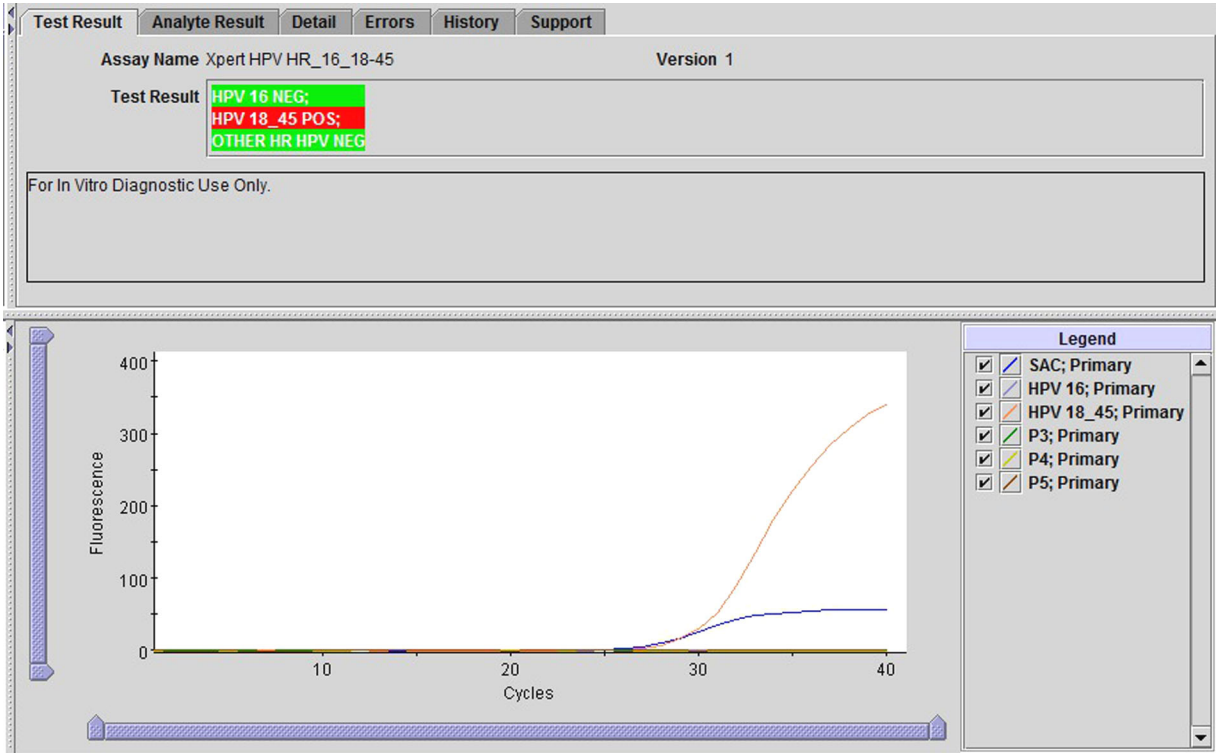 Test Result Analyte Result Detail Errors History Support
Assay Name Xpert HPV HR_16_18-45 Version 1
Test Result HPV 16 NEG;
HPV 18_45 POS;
OTHER HR HPV NEG
For In Vitro Diagnostic Use Only.
Legend
SAC; Primary
HPV 16; Primary
HPV 18_45; Primary
P3; Primary
P4; Primary
P5; Primary
400
300
200
100
0
Fluorescence
10 20 30 40
Cycles